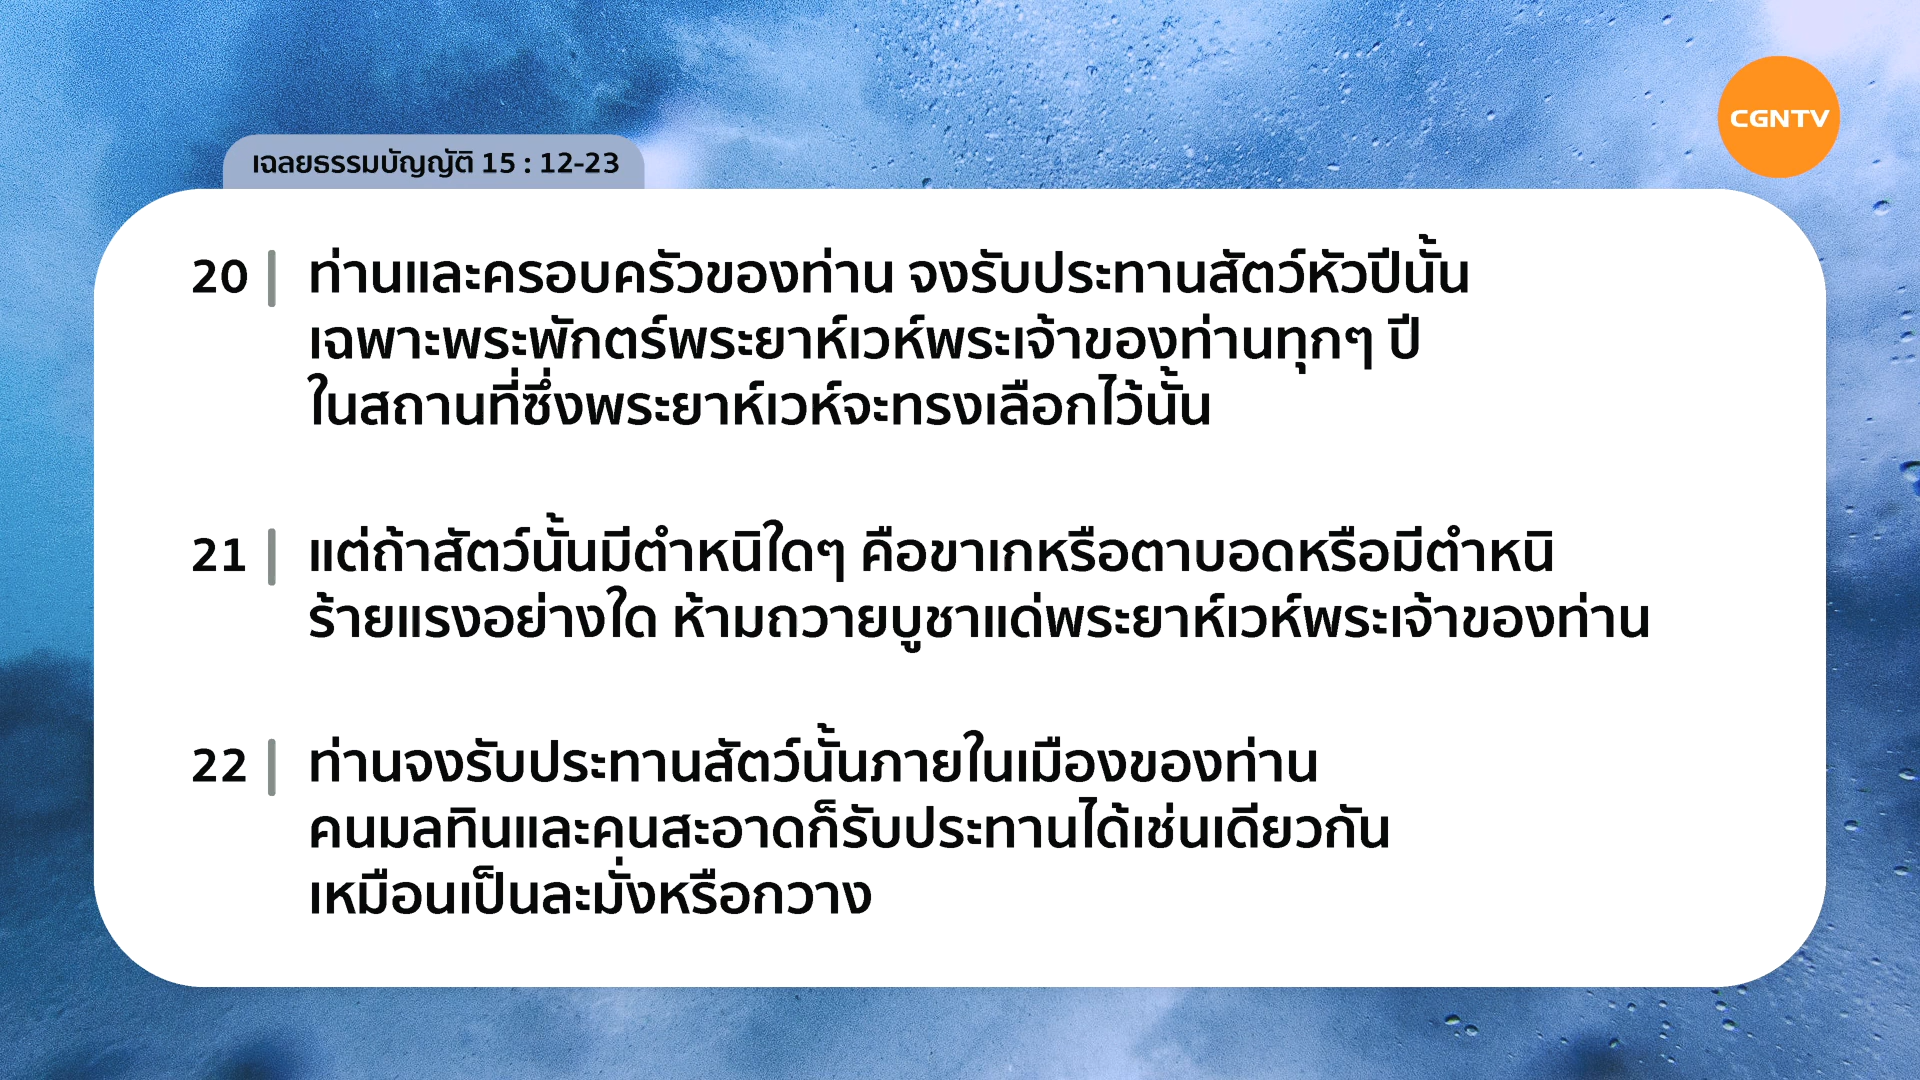 CGNTV
เฉลยธรรมบัญญัติ 15 : 12-23
20 ท่านและครอบครัวของท่าน จงรับประทานสัตว์หัวปีนั้น
เฉพาะพระพักตร์พระยาห์เวห์พระเจ้าของท่านทุกๆ ปี
ในสถานที่ซึ่งพระยาห์เวห์จะทรงเลือกไว้นั้น
21 แต่ถ้าสัตว์นั้นมีตำหนิใดๆ คือขาเกหรือตาบอดหรือมีตำหนิ
ร้ายแรงอย่างใด ห้ามถวายบูชาแด่พระยาห์เวห์พระเจ้าของท่าน
22 ท่านจงรับประทานสัตว์นั้นภายในเมืองของท่าน
คนมลทินและคนสะอาดก็รับประทานได้เช่นเดียวกัน
เหมือนเป็นละมั่งหรือกวาง